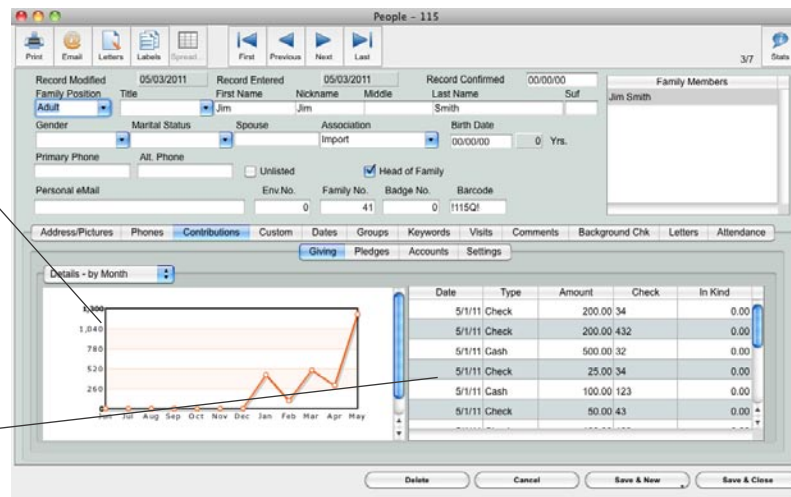 People - 115
Print Email Letters Labels Spread... First Previous Next Last 3/7 Stats
Record Modified 05/03/2011 Record Entered 05/03/2011 Record Confirmed 00/00/00 Family Members
Family Position Title First Name Nickname Middle Last Name Suf
Adult Jim Jim Smith Jim Smith
Gender Marital Status Spouse Association Birth Date
Import 00/00/00 0 Yrs.
Primary Phone Alt. Phone
Unlisted Head of Family
Personal eMail Env.No. Family No. Badge No. Barcode
0 41 0 !115Q!
Address/Pictures Phones Contributions Custom Dates Groups Keywords Visits Comments Background Chk Letters Attendance
Giving Pledges Accounts Settings
Details - by Month
Date Type Amount Check In Kind
5/1/11 Check 200.00 34 0.00
5/1/11 Check 200.00 432 0.00
5/1/11 Cash 500.00 32 0.00
5/1/11 Check 25.00 34 0.00
5/1/11 Cash 100.00 123 0.00
5/1/11 Check 50.00 43 0.00
1,300
1,040
780
520
260
0
Jun Jul Aug Sep Oct Nov Dec Jan Feb Mar Apr May
Delete Cancel Save & New Save & Close